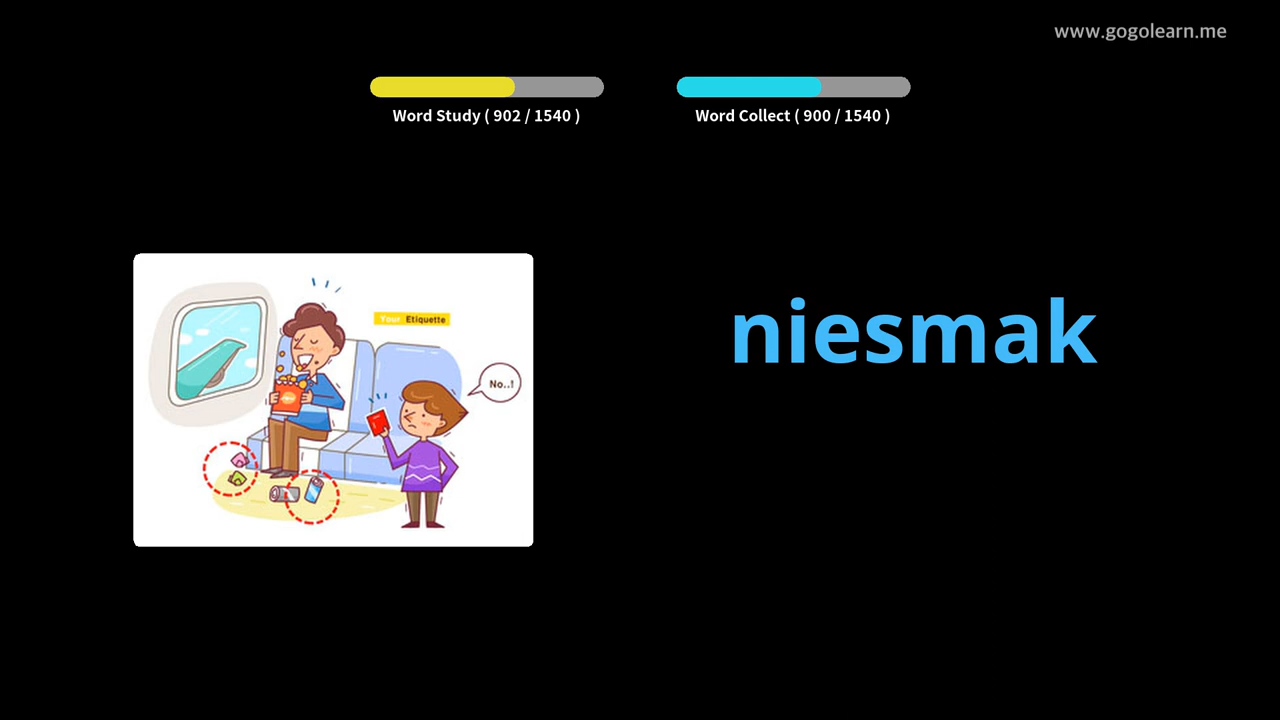 www.gogolearn.me
Word Study ( 902 / 1540 )
Word Collect ( 900 / 1540 )
Your Etiquette
No..!
niesmak